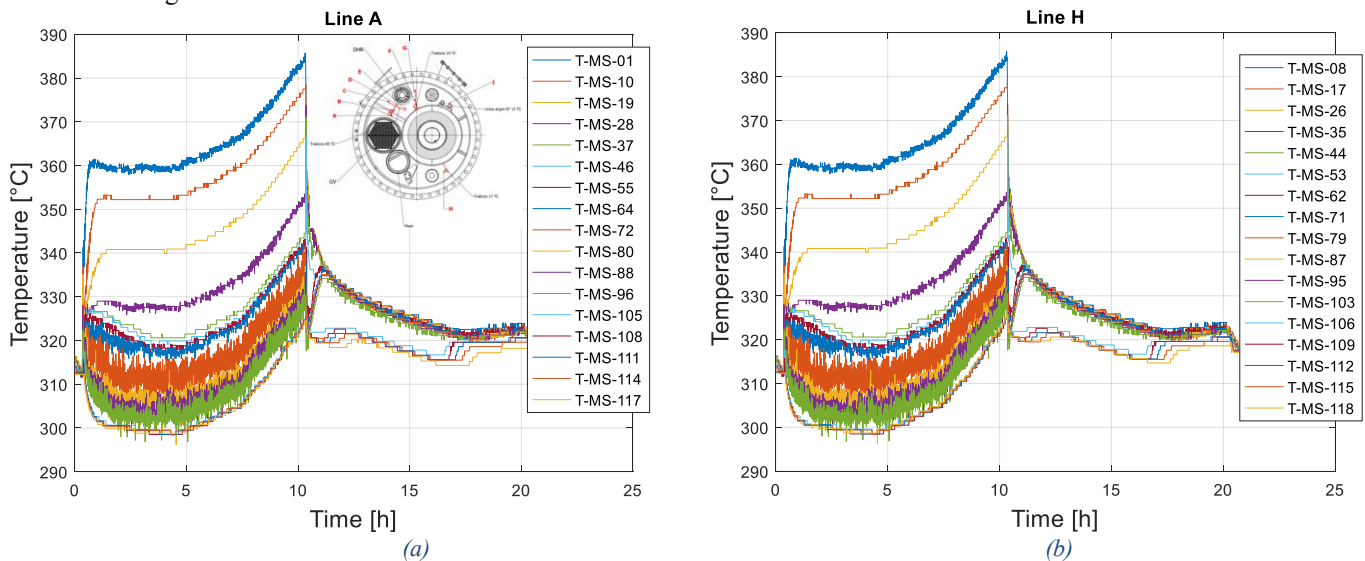 Line A
390
380
370
360
350
340
330
320
310
300
290
0
5
10
15
20
25
Temperature [°C]
Time [h]
DHR
F
G
E
D
C
B
A
I
H
GV
T-MS-01
T-MS-10
T-MS-19
T-MS-28
T-MS-37
T-MS-46
T-MS-55
T-MS-64
T-MS-72
T-MS-80
T-MS-88
T-MS-96
T-MS-105
T-MS-108
T-MS-111
T-MS-114
T-MS-117
(a)
Line H
390
380
370
360
350
340
330
320
310
300
290
0
5
10
15
20
25
Temperature [°C]
Time [h]
T-MS-08
T-MS-17
T-MS-26
T-MS-35
T-MS-44
T-MS-53
T-MS-62
T-MS-71
T-MS-79
T-MS-87
T-MS-95
T-MS-103
T-MS-106
T-MS-109
T-MS-112
T-MS-115
T-MS-118
(b)